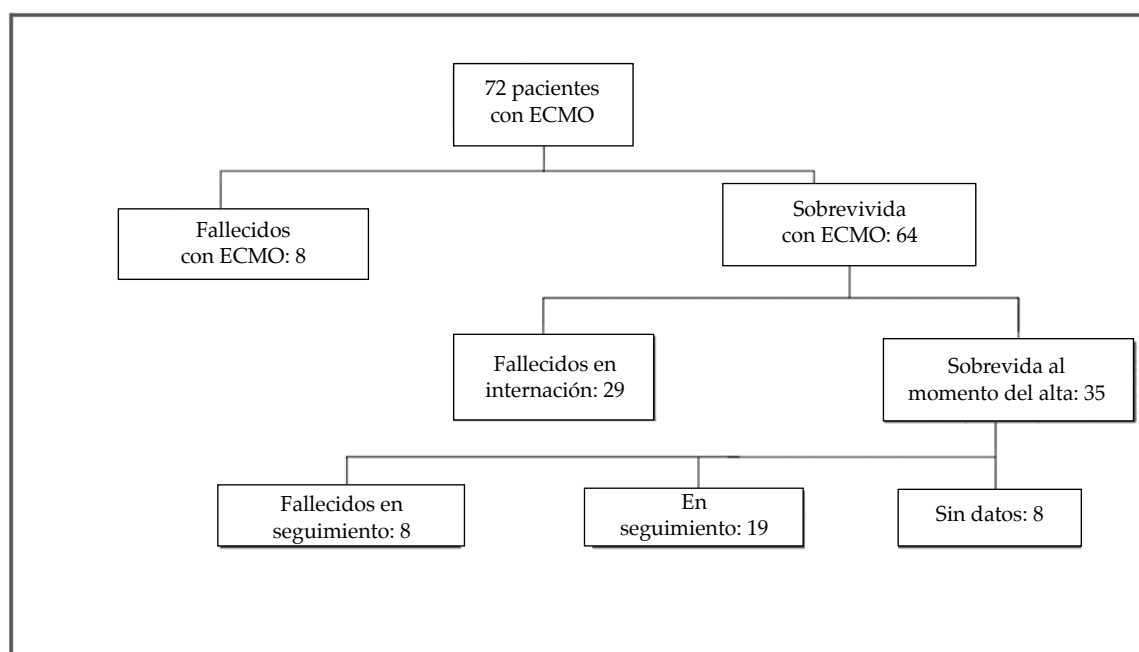 72 pacientes
con ECMO
Fallecidos
con ECMO: 8
Sobrevivida
con ECMO: 64
Fallecidos en
internación: 29
Sobrevida al
momento del alta: 35
Fallecidos en
seguimiento: 8
En
seguimiento: 19
Sin datos: 8